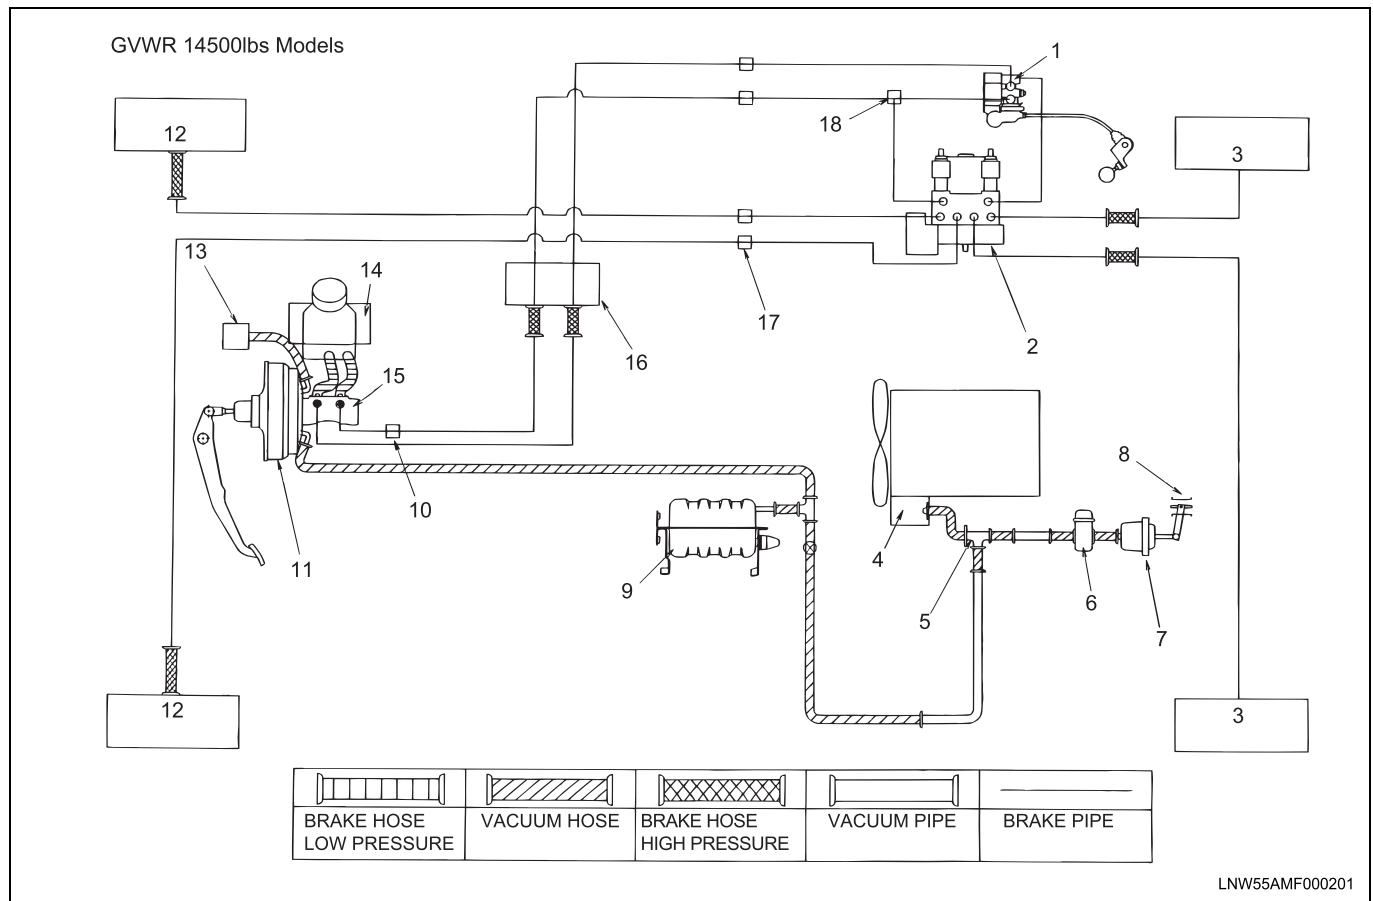 GVWR 14500lbs Models
1
12
18
3
13
14
2
17
16
15
8
10
4
11
9
6
5
7
12
3
BRAKE HOSE
LOW PRESSURE
VACUUM HOSE
BRAKE HOSE
HIGH PRESSURE
VACUUM PIPE
BRAKE PIPE
LNW55AMF000201